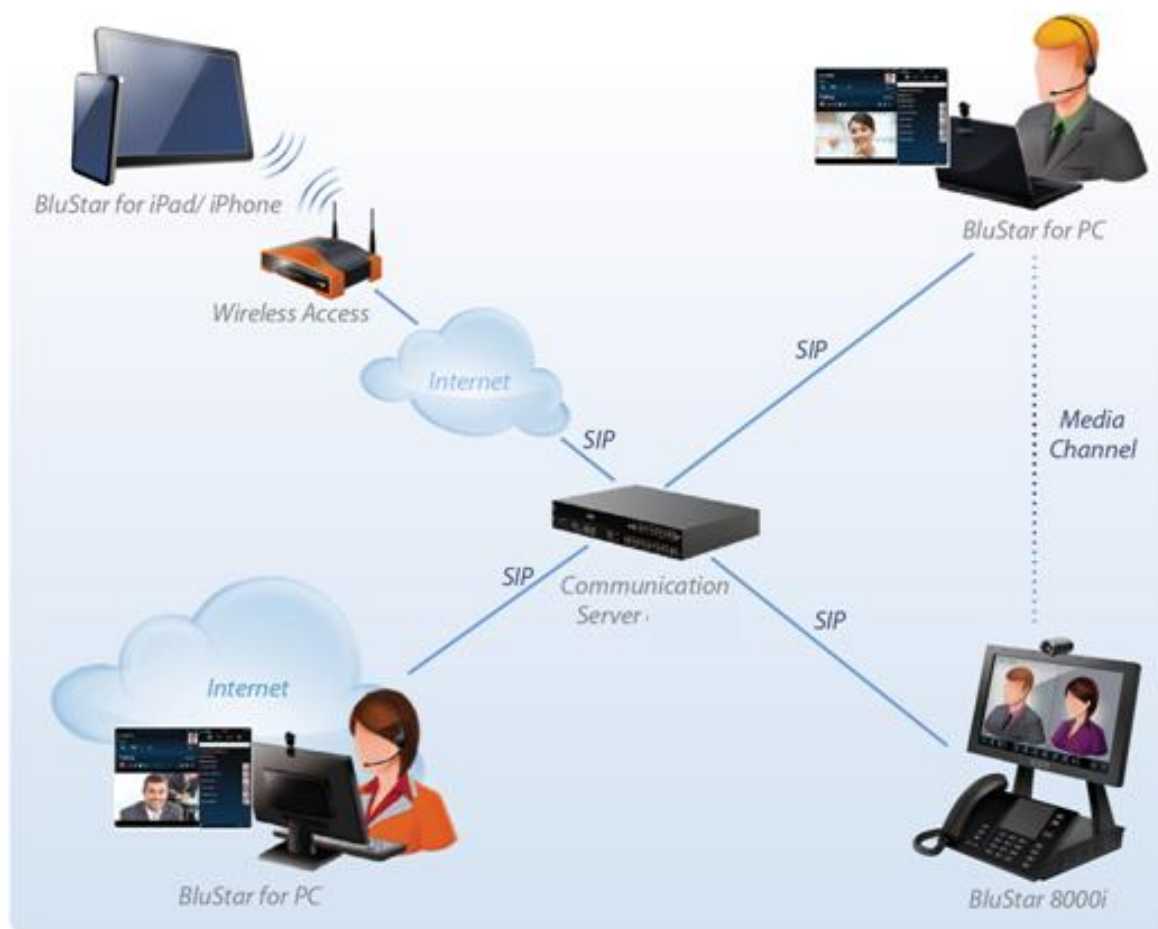 BluStar for iPad/ iPhone
BluStar for PC
Wireless Access
SIP
Internet
Media
Channel
SIP
SIP
Communication
Server
SIP
Internet
BluStar for PC
BluStar 8000i